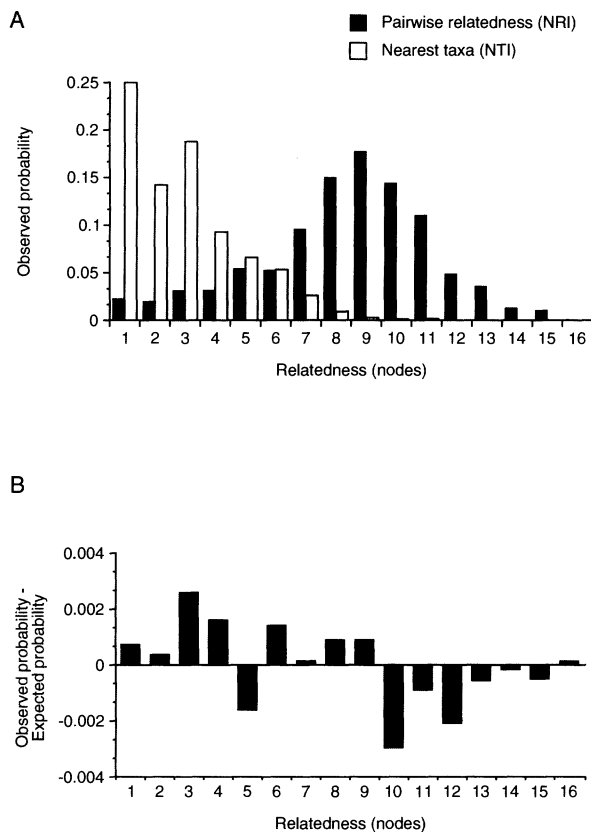 A
Pairwise relatedness (NRI)
Nearest taxa (NTI)
Observed probability
0.25
0.2
0.15
0.1
0.05
0
1 2 3 4 5 6 7 8 9 10 11 12 13 14 15 16
Relatedness (nodes)
B
Observed probability -
Expected probability
0.004
0.002
0
-0.002
-0.004
1 2 3 4 5 6 7 8 9 10 11 12 13 14 15 16
Relatedness (nodes)